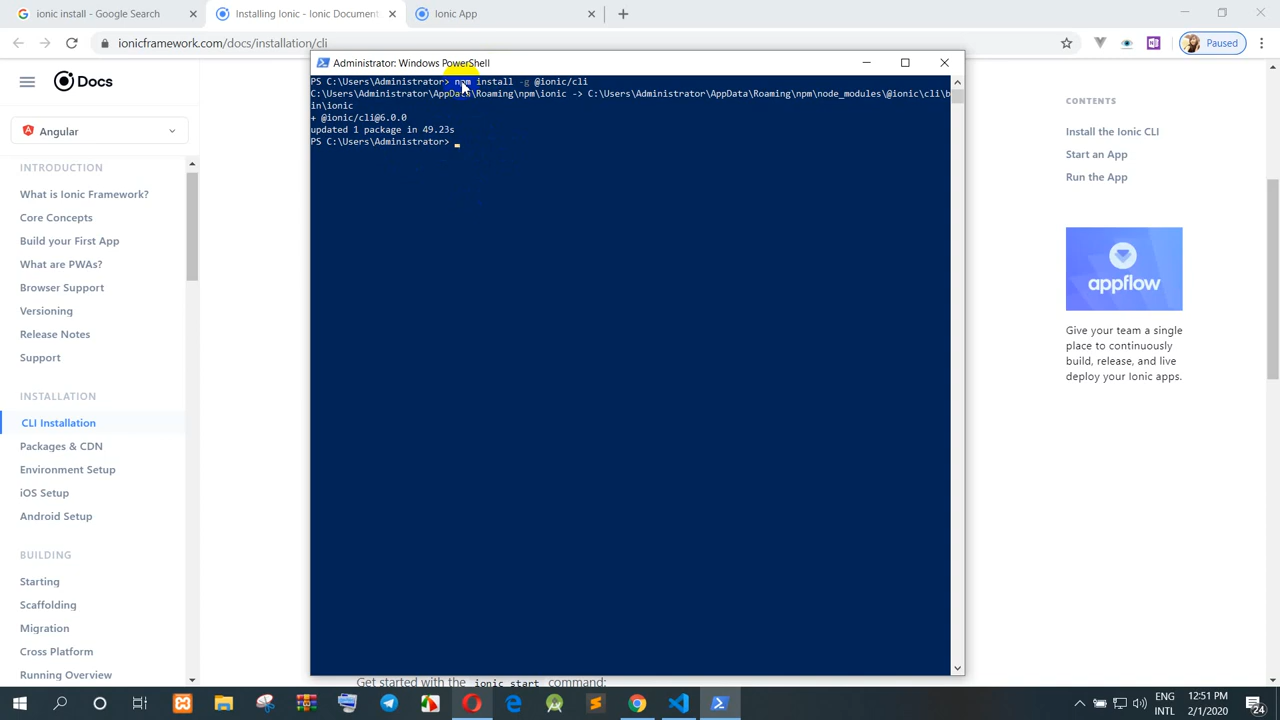 ionic install - Google Search
Installing Ionic - Ionic Document
Ionic App
ionicframework.com/docs/installation/cli
Paused
Docs
Angular
INTRODUCTION
What is Ionic Framework?
Core Concepts
Build your First App
What are PWAs?
Browser Support
Versioning
Release Notes
Support
INSTALLATION
CLI Installation
Packages & CDN
Environment Setup
iOS Setup
Android Setup
BUILDING
Starting
Scaffolding
Migration
Cross Platform
Running Overview
Administrator: Windows PowerShell
PS C:\Users\Administrator> npm install -g @ionic/cli
C:\Users\Administrator\AppData\Roaming\npm\ionic -> C:\Users\Administrator\AppData\Roaming\npm\node_modules\@ionic\cli\b
in\ionic
+ @ionic/cli@6.0.0
updated 1 package in 49.23s
PS C:\Users\Administrator>
Get started with the ionic start command:
CONTENTS
Install the Ionic CLI
Start an App
Run the App
appflow
Give your team a single
place to continuously
build, release, and live
deploy your Ionic apps.
ENG
INTL
12:51 PM
2/1/2020
24